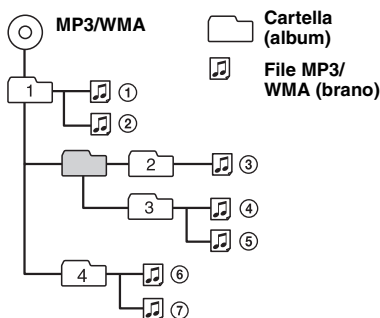 MP3/WMA
Cartella
(album)
File MP3/
WMA (brano)
1
①
②
2
③
3
④
⑤
4
⑥
⑦